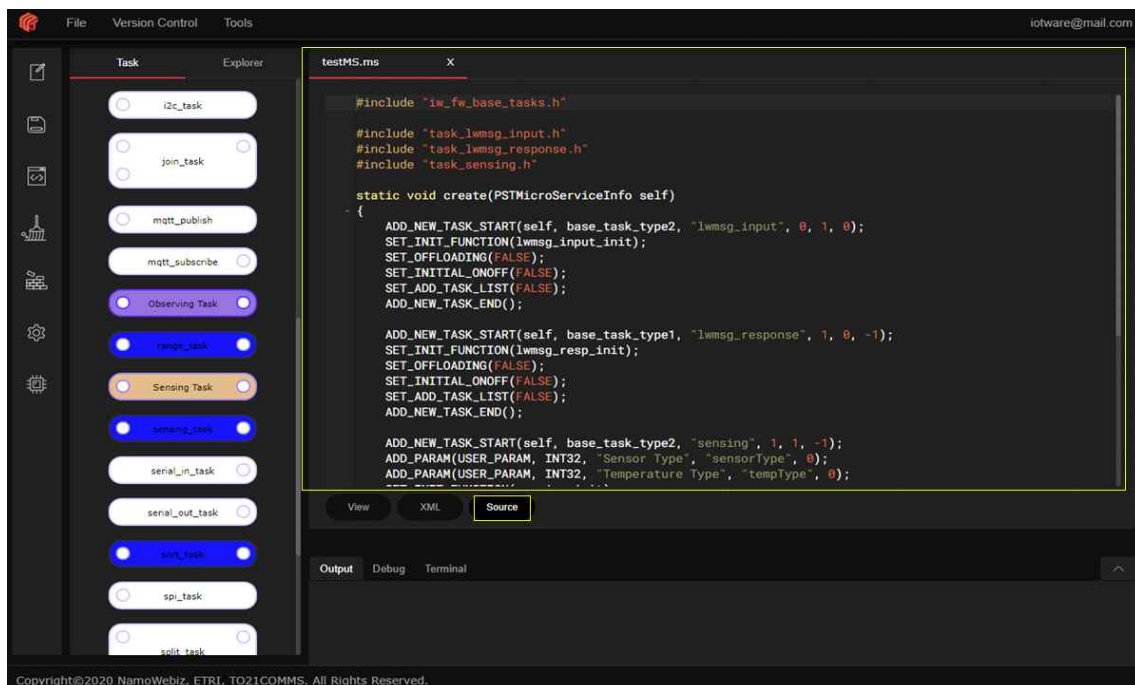 File Version Control Tools iotware@mail.com
Task Explorer
i2c_task
join_task
mqtt_publish
mqtt_subscribe
Observing Task
range_task
Sensing Task
sensing_task
serial_in_task
serial_out_task
spi_task
split_task
testMS.ms X
#include "iw_fw_base_tasks.h"
#include "task_lwmsg_input.h"
#include "task_lwmsg_response.h"
#include "task_sensing.h"
static void create(PSTMicroServiceInfo self)
{
ADD_NEW_TASK_START(self, base_task_type2, "lwmsg_input", 0, 1, 0);
SET_INIT_FUNCTION(lwmsg_input_init);
SET_OFFLOADING(FALSE);
SET_INITIAL_ONOFF(FALSE);
SET_ADD_TASK_LIST(FALSE);
ADD_NEW_TASK_END();
ADD_NEW_TASK_START(self, base_task_type1, "lwmsg_response", 1, 0, -1);
SET_INIT_FUNCTION(lwmsg_resp_init);
SET_OFFLOADING(FALSE);
SET_INITIAL_ONOFF(FALSE);
SET_ADD_TASK_LIST(FALSE);
ADD_NEW_TASK_END();
ADD_NEW_TASK_START(self, base_task_type2, "sensing", 1, 1, -1);
ADD_PARAM(USER_PARAM, INT32, "Sensor Type", "sensorType", 0);
ADD_PARAM(USER_PARAM, INT32, "Temperature Type", "tempType", 0);
View XML Source
Output Debug Terminal
Copyright©2020 NamoWebiz, ETRI, TO21COMMS. All Rights Reserved.